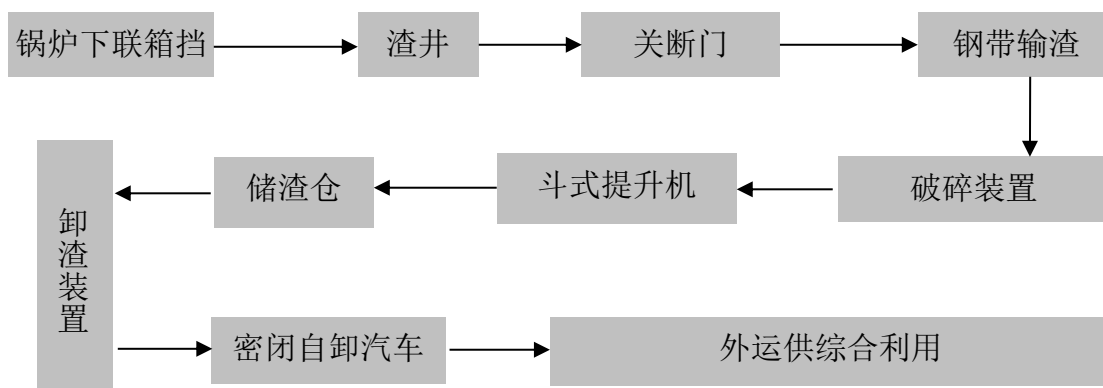 锅炉下联箱挡
渣井
关断门
钢带输渣
破碎装置
斗式提升机
储渣仓
卸渣装置
密闭自卸汽车
外运供综合利用